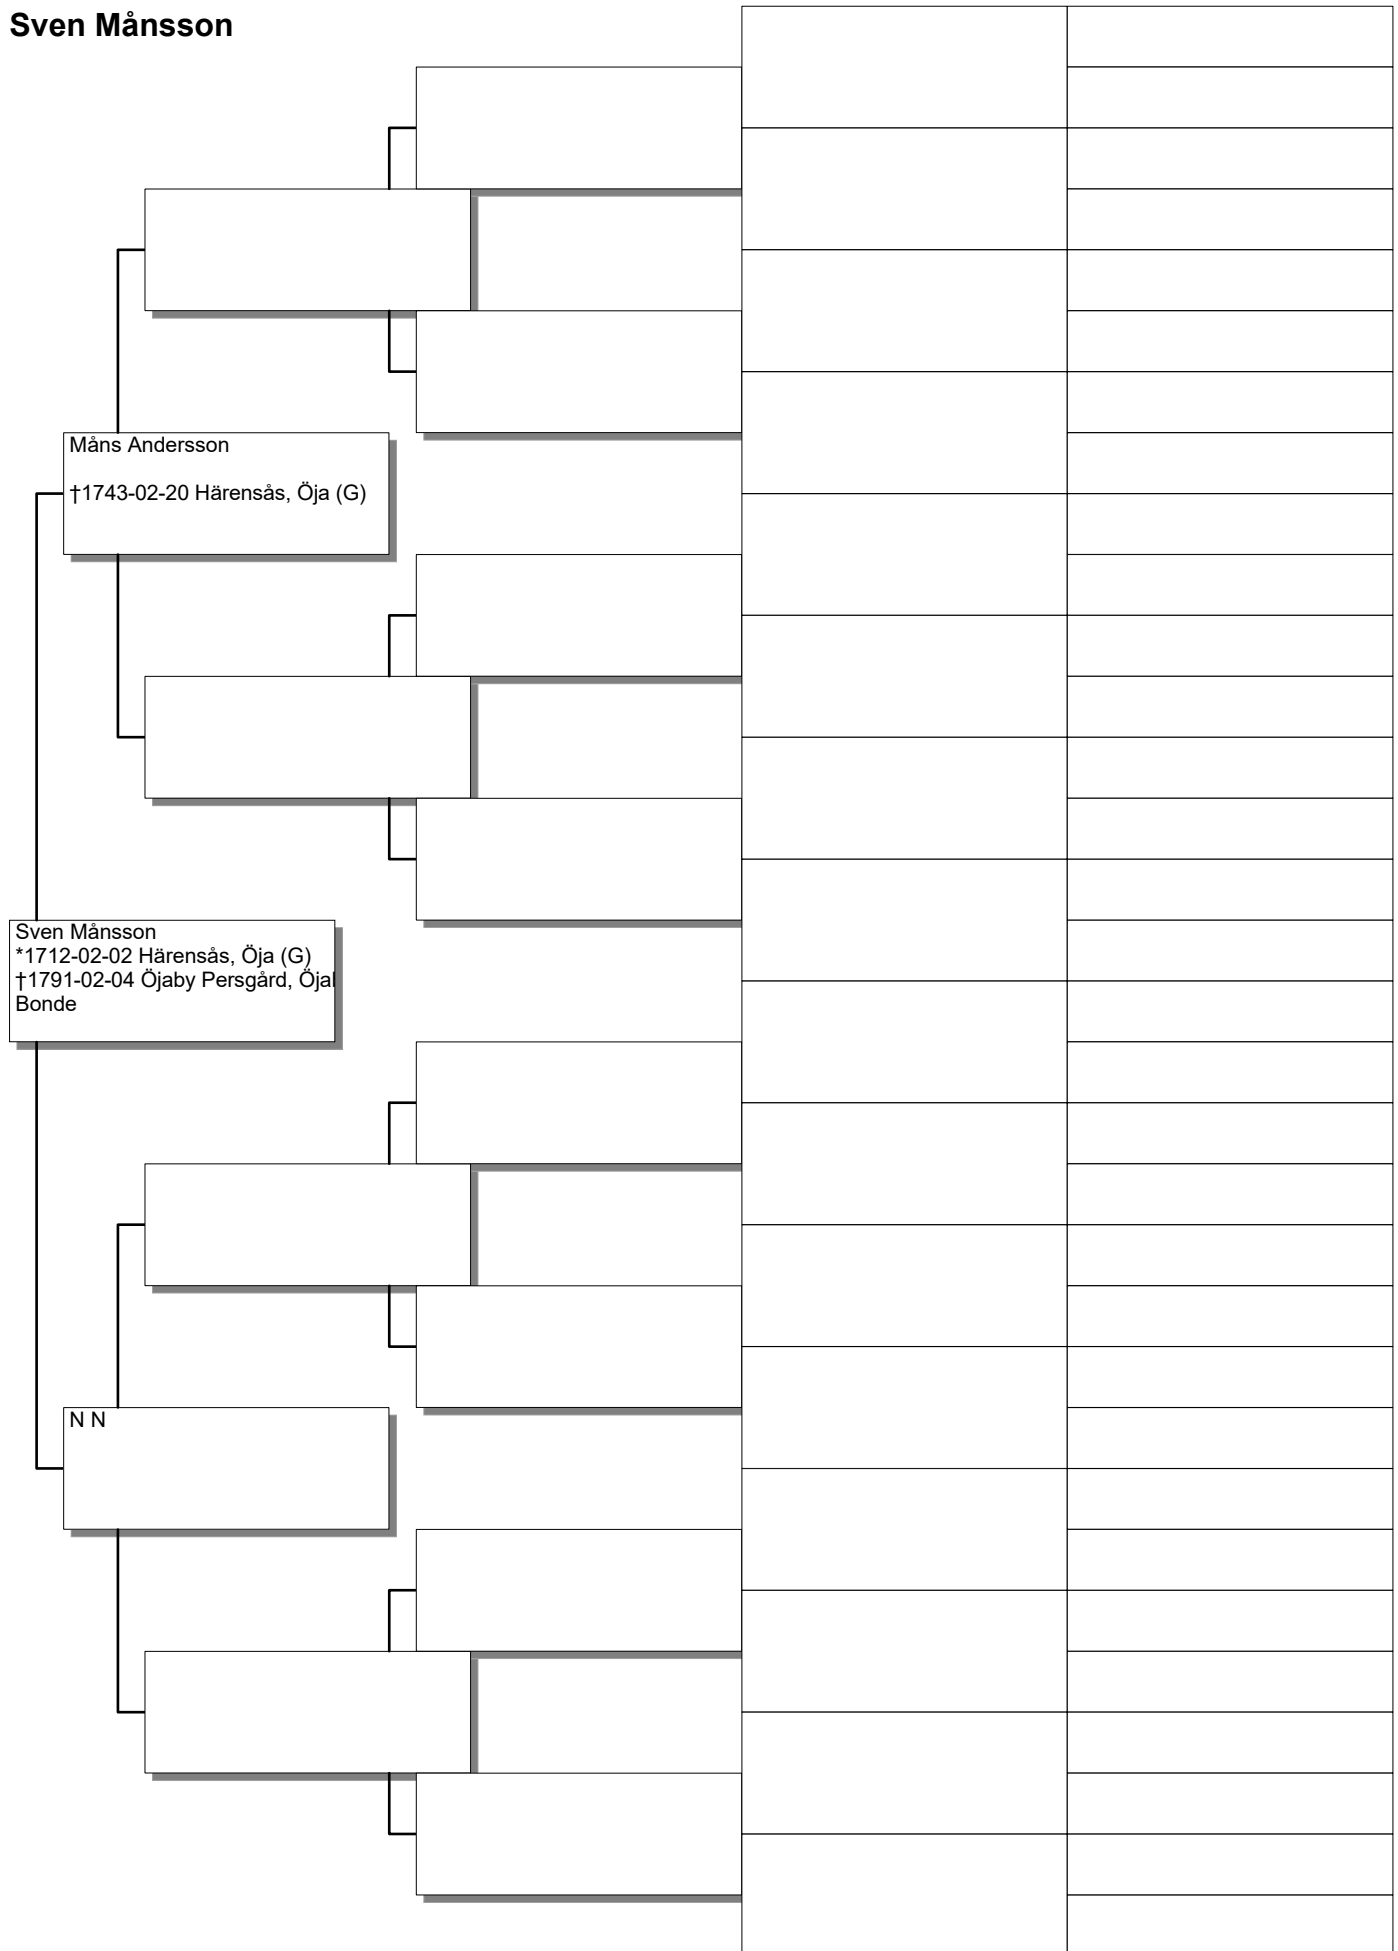 Sven Månsson
Måns Andersson
†1743-02-20 Härensås, Öja (G)
Sven Månsson
*1712-02-02 Härensås, Öja (G)
†1791-02-04 Öjaby Persgård,
Bonde
N N